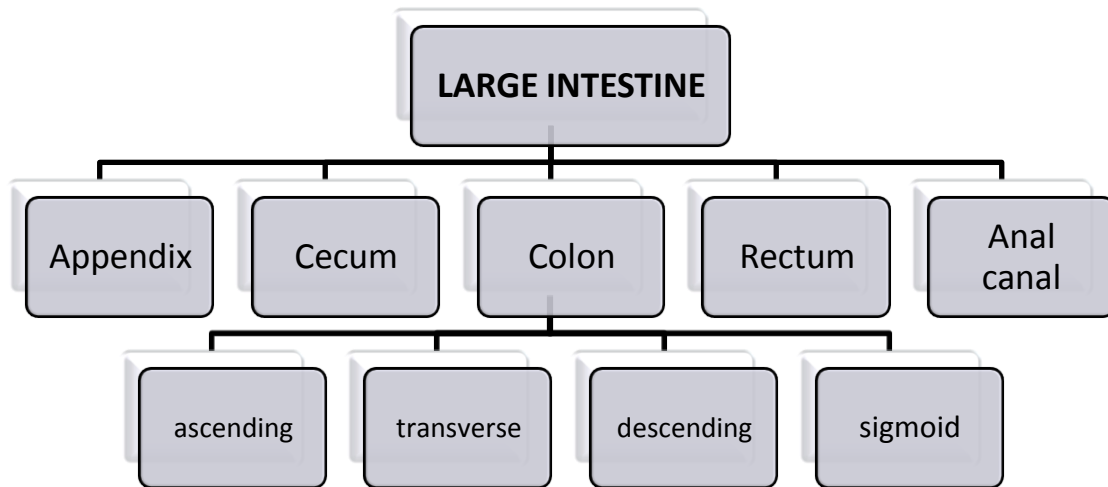 LARGE INTESTINE
Appendix
Cecum
Colon
Rectum
Anal
canal
ascending
transverse
descending
sigmoid